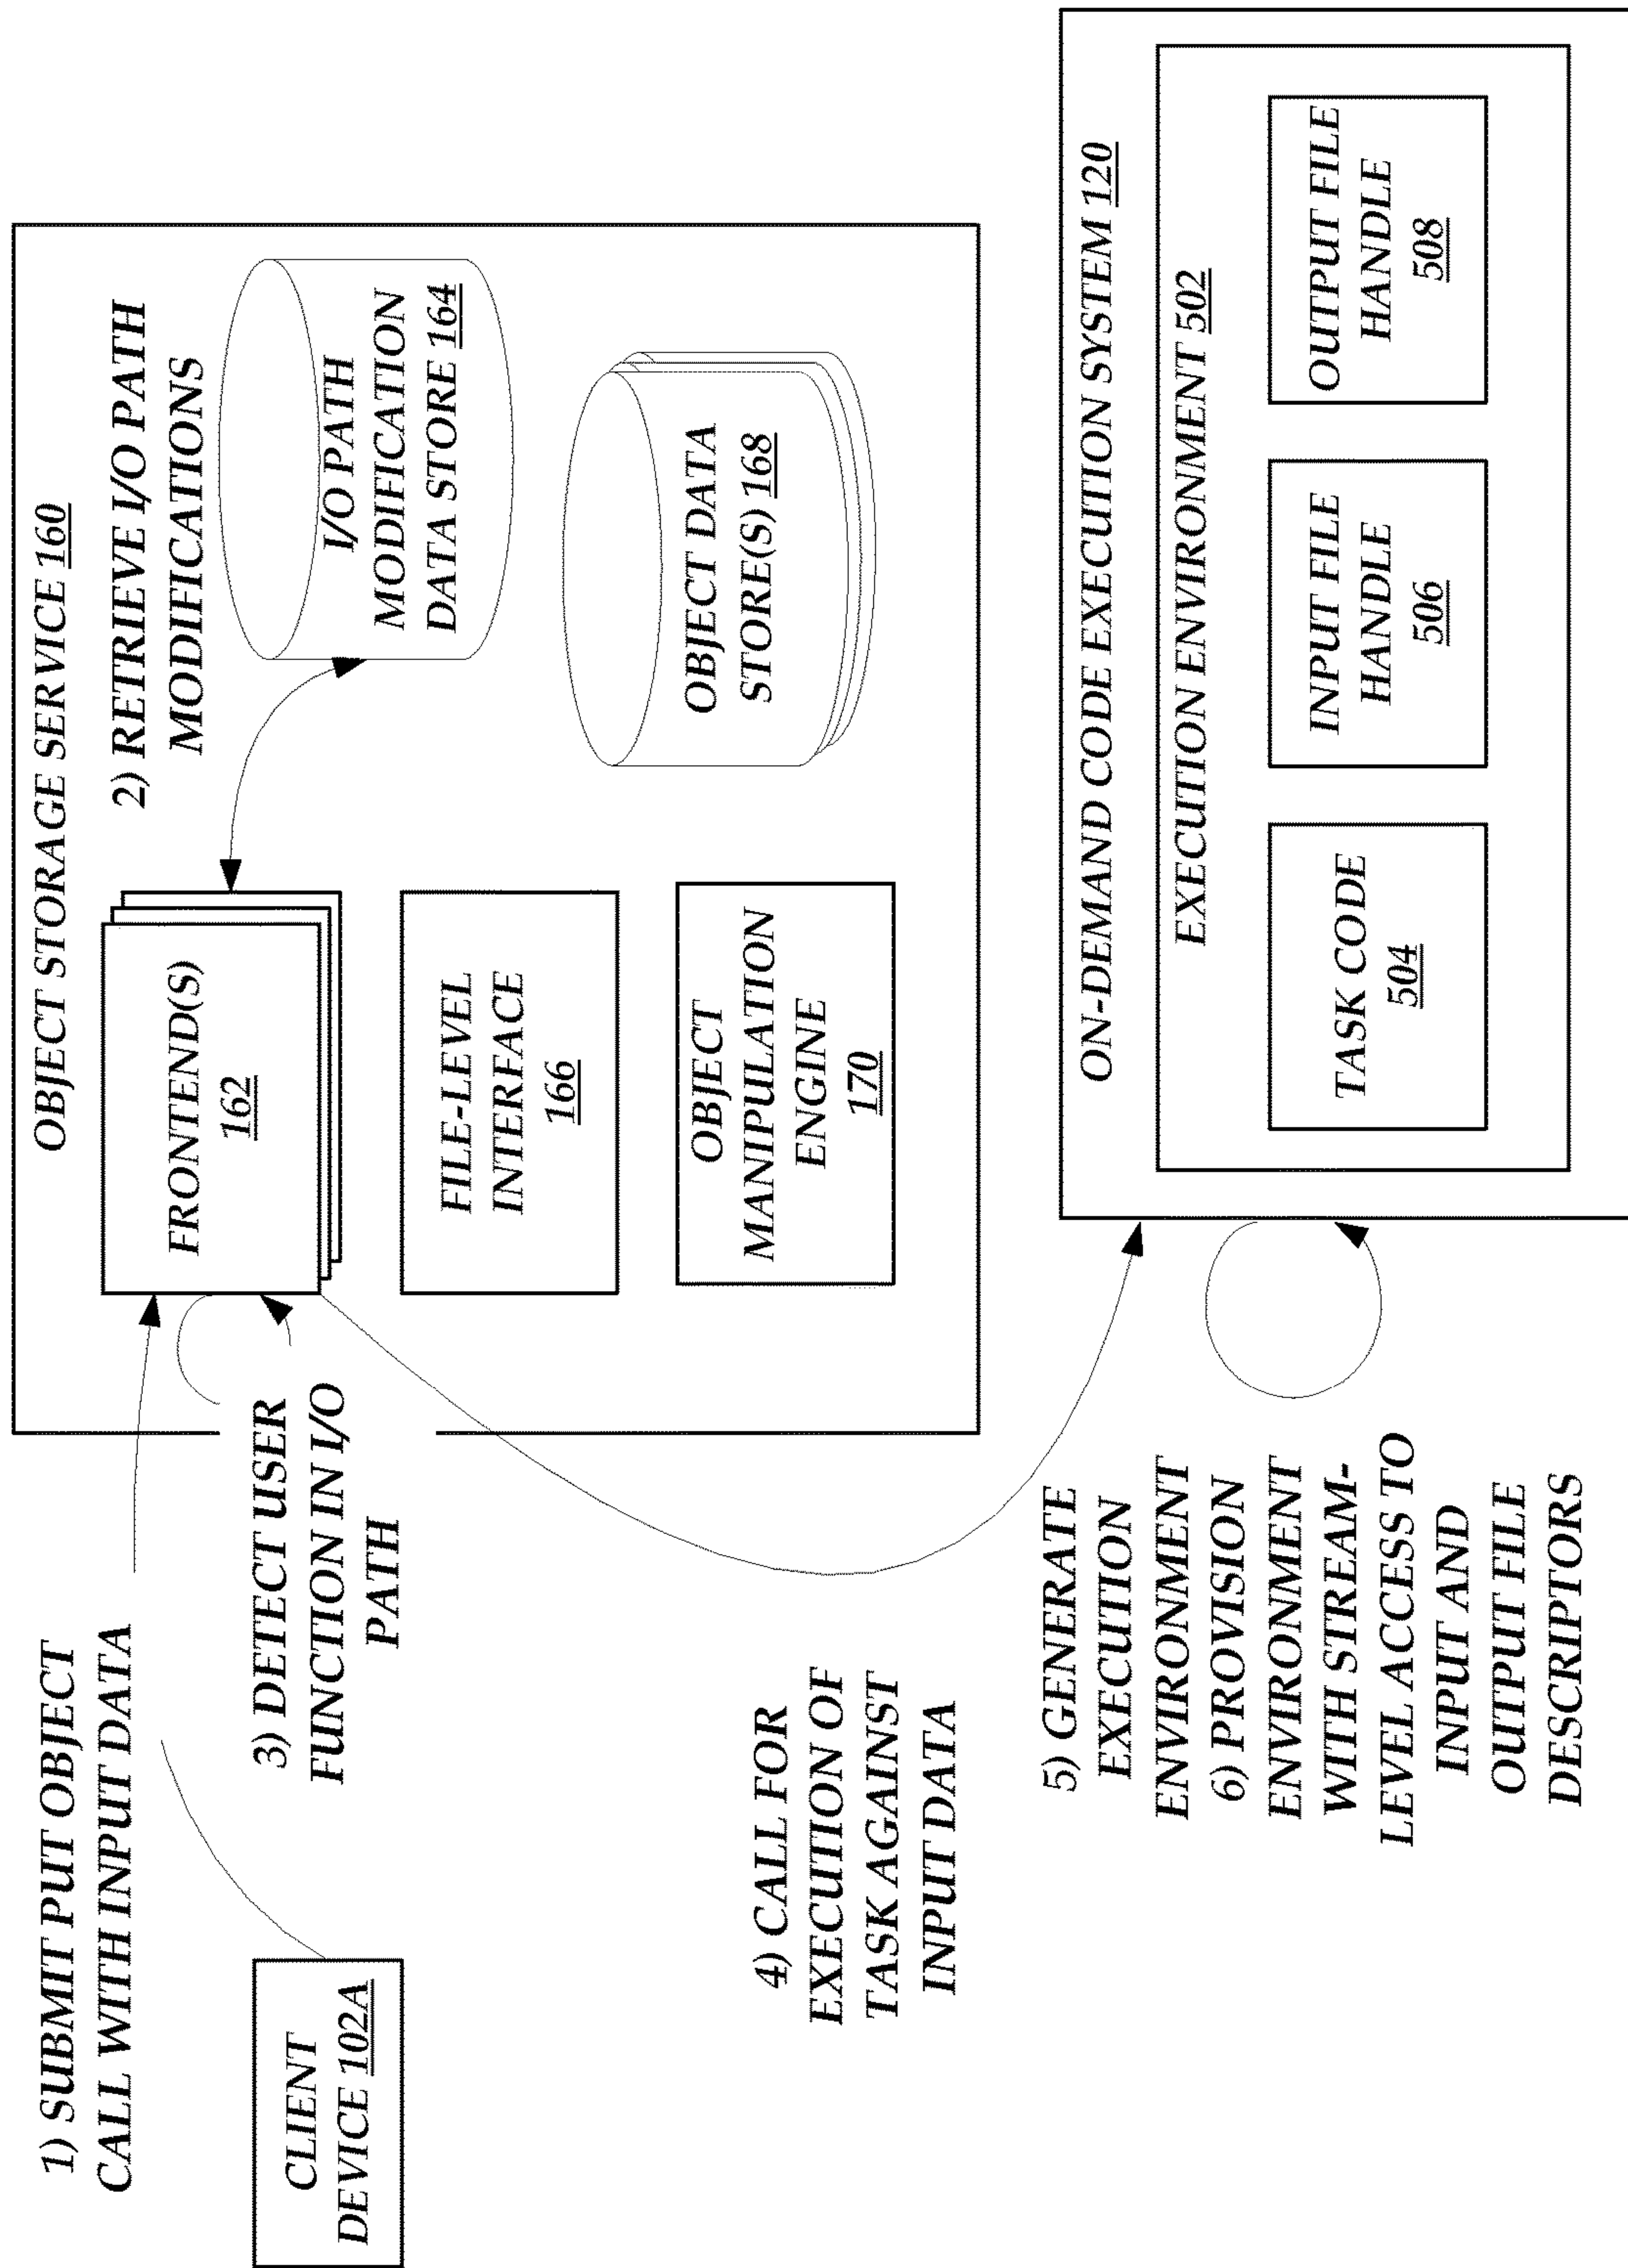 OBJECT STORAGE SERVICE 160
1) SUBMIT PUT OBJECT
CALL WITH INPUT DATA
CLIENT
DEVICE 102A
FRONTEND(S)
162
2) RETRIEVE I/O PATH
MODIFICATIONS
I/O PATH
MODIFICATION
DATA STORE 164
3) DETECT USER
FUNCTION IN I/O
PATH
FILE-LEVEL
INTERFACE
166
OBJECT DATA
STORE(S) 168
OBJECT
MANIPULATION
ENGINE
170
4) CALL FOR
EXECUTION OF
TASK AGAINST
INPUT DATA
5) GENERATE
EXECUTION
ENVIRONMENT
6) PROVISION
ENVIRONMENT
WITH STREAM-
LEVEL ACCESS TO
INPUT AND
OUTPUT FILE
DESCRIPTORS
ON-DEMAND CODE EXECUTION SYSTEM 120
EXECUTION ENVIRONMENT 502
TASK CODE
504
INPUT FILE
HANDLE
506
OUTPUT FILE
HANDLE
508